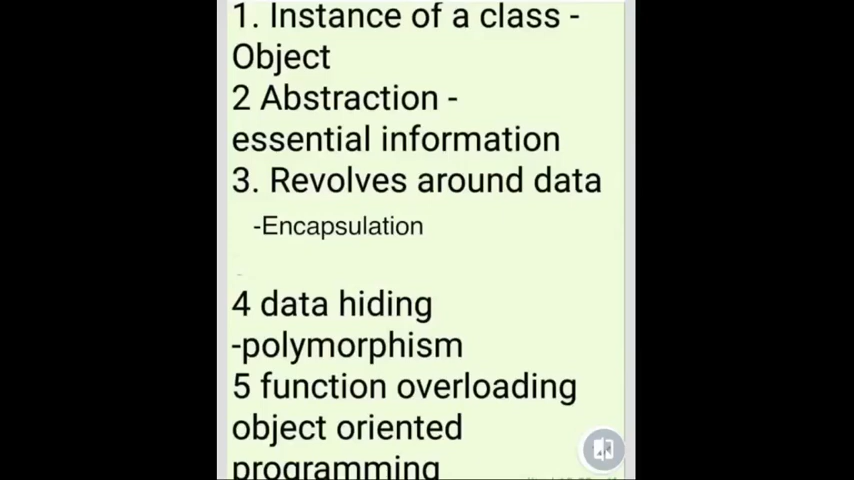 1. Instance of a class -
Object
2 Abstraction -
essential information
3. Revolves around data
-Encapsulation
4 data hiding
-polymorphism
5 function overloading
object oriented
programming